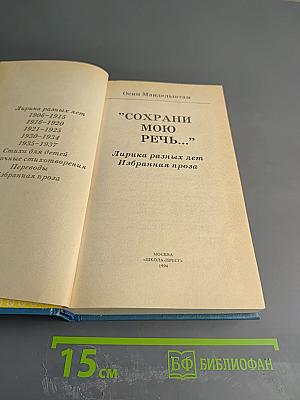 Лирика разных лет
1906-1915
1916-1920
1921-1925
1930-1934
1935-1937
Стихи для детей
очные стихотворения
Переводы
Избранная проза
Осип Мандельштам
"СОХРАНИ
МОЮ
РЕЧЬ..."
Лирика разных лет
Избранная проза
МОСКВА
«ШКОЛА-ПРЕСС»
1994
15 см
БФ БИБЛИОФАН